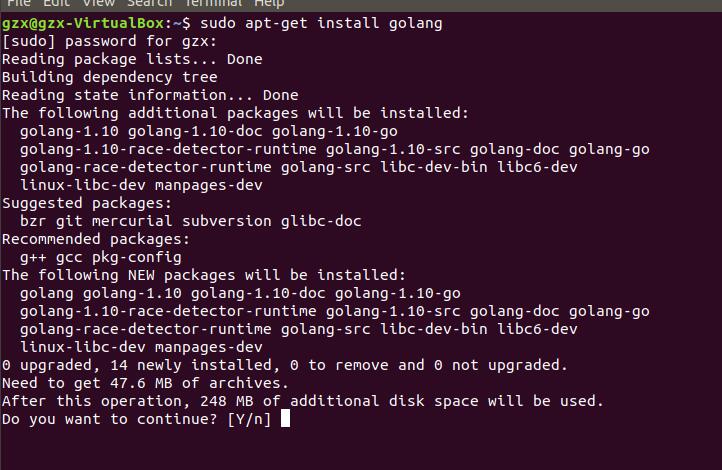 File Edit View Search Terminal Help
gzx@gzx-VirtualBox:~$ sudo apt-get install golang
[sudo] password for gzx:
Reading package lists... Done
Building dependency tree
Reading state information... Done
The following additional packages will be installed:
  golang-1.10 golang-1.10-doc golang-1.10-go
  golang-1.10-race-detector-runtime golang-1.10-src golang-doc golang-go
  golang-race-detector-runtime golang-src libc-dev-bin libc6-dev
  linux-libc-dev manpages-dev
Suggested packages:
  bzr git mercurial subversion glibc-doc
Recommended packages:
  g++ gcc pkg-config
The following NEW packages will be installed:
  golang golang-1.10 golang-1.10-doc golang-1.10-go
  golang-1.10-race-detector-runtime golang-1.10-src golang-doc golang-go
  golang-race-detector-runtime golang-src libc-dev-bin libc6-dev
  linux-libc-dev manpages-dev
0 upgraded, 14 newly installed, 0 to remove and 0 not upgraded.
Need to get 47.6 MB of archives.
After this operation, 248 MB of additional disk space will be used.
Do you want to continue? [Y/n]